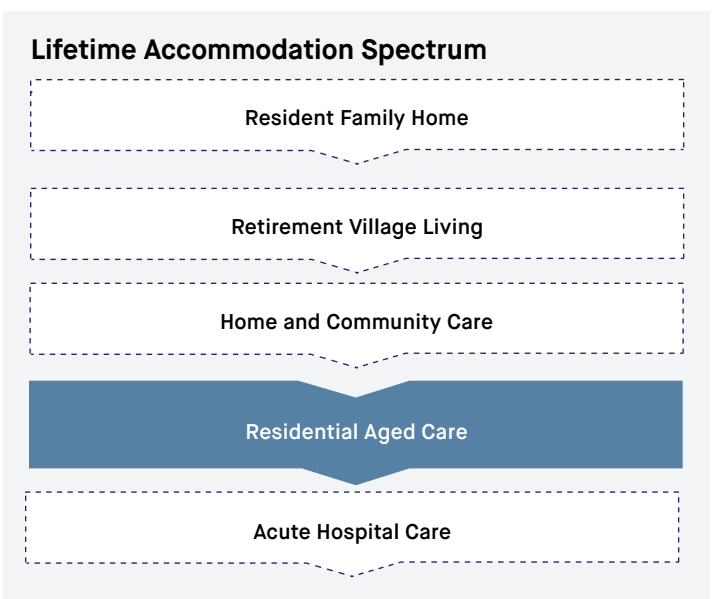 Lifetime Accommodation Spectrum
Resident Family Home
Retirement Village Living
Home and Community Care
Residential Aged Care
Acute Hospital Care